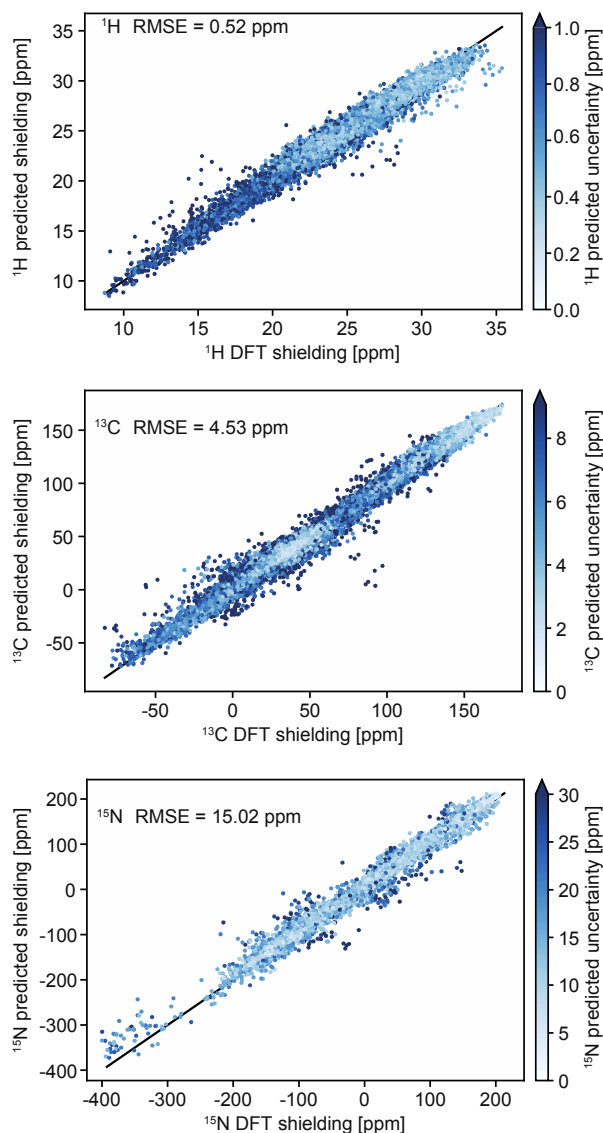 ¹H RMSE = 0.52 ppm
¹H predicted shielding [ppm]
35
30
25
20
15
10
10 15 20 25 30 35
¹H DFT shielding [ppm]
1.0
0.8
0.6
0.4
0.2
0.0
¹H predicted uncertainty [ppm]
¹³C RMSE = 4.53 ppm
¹³C predicted shielding [ppm]
150
100
50
0
-50
-50 0 50 100 150
¹³C DFT shielding [ppm]
8
6
4
2
0
¹³C predicted uncertainty [ppm]
¹⁵N RMSE = 15.02 ppm
¹⁵N predicted shielding [ppm]
200
100
0
-100
-200
-300
-400
-400 -300 -200 -100 0 100 200
¹⁵N DFT shielding [ppm]
30
25
20
15
10
5
0
¹⁵N predicted uncertainty [ppm]